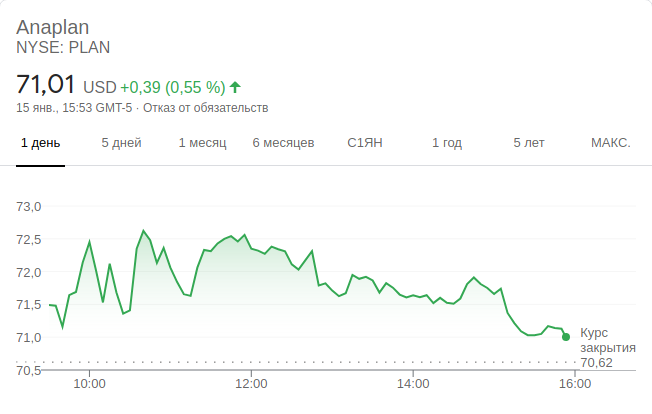 Anaplan
NYSE: PLAN
71,01 USD +0,39 (0,55 %)
15 янв., 15:53 GMT-5 · Отказ от обязательств
1 день 5 дней 1 месяц 6 месяцев С1ЯН 1 год 5 лет МАКС.
73,0
72,5
72,0
71,5
71,0
Курс
закрытия
70,62
70,5
10:00 12:00 14:00 16:00